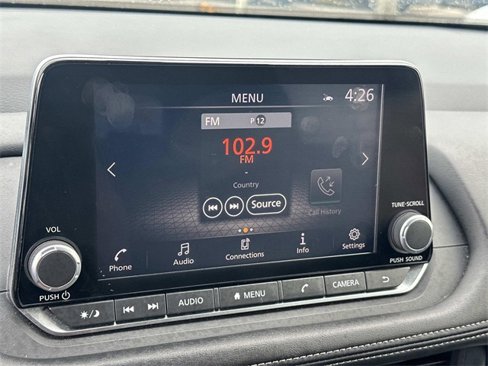 MENU
4:26
FM P 12
102.9
FM
-
Country
Source
Call History
Phone Audio Connections Info Settings
VOL
PUSH
TUNE·SCROLL
PUSH SOUND
AUDIO MENU CAMERA